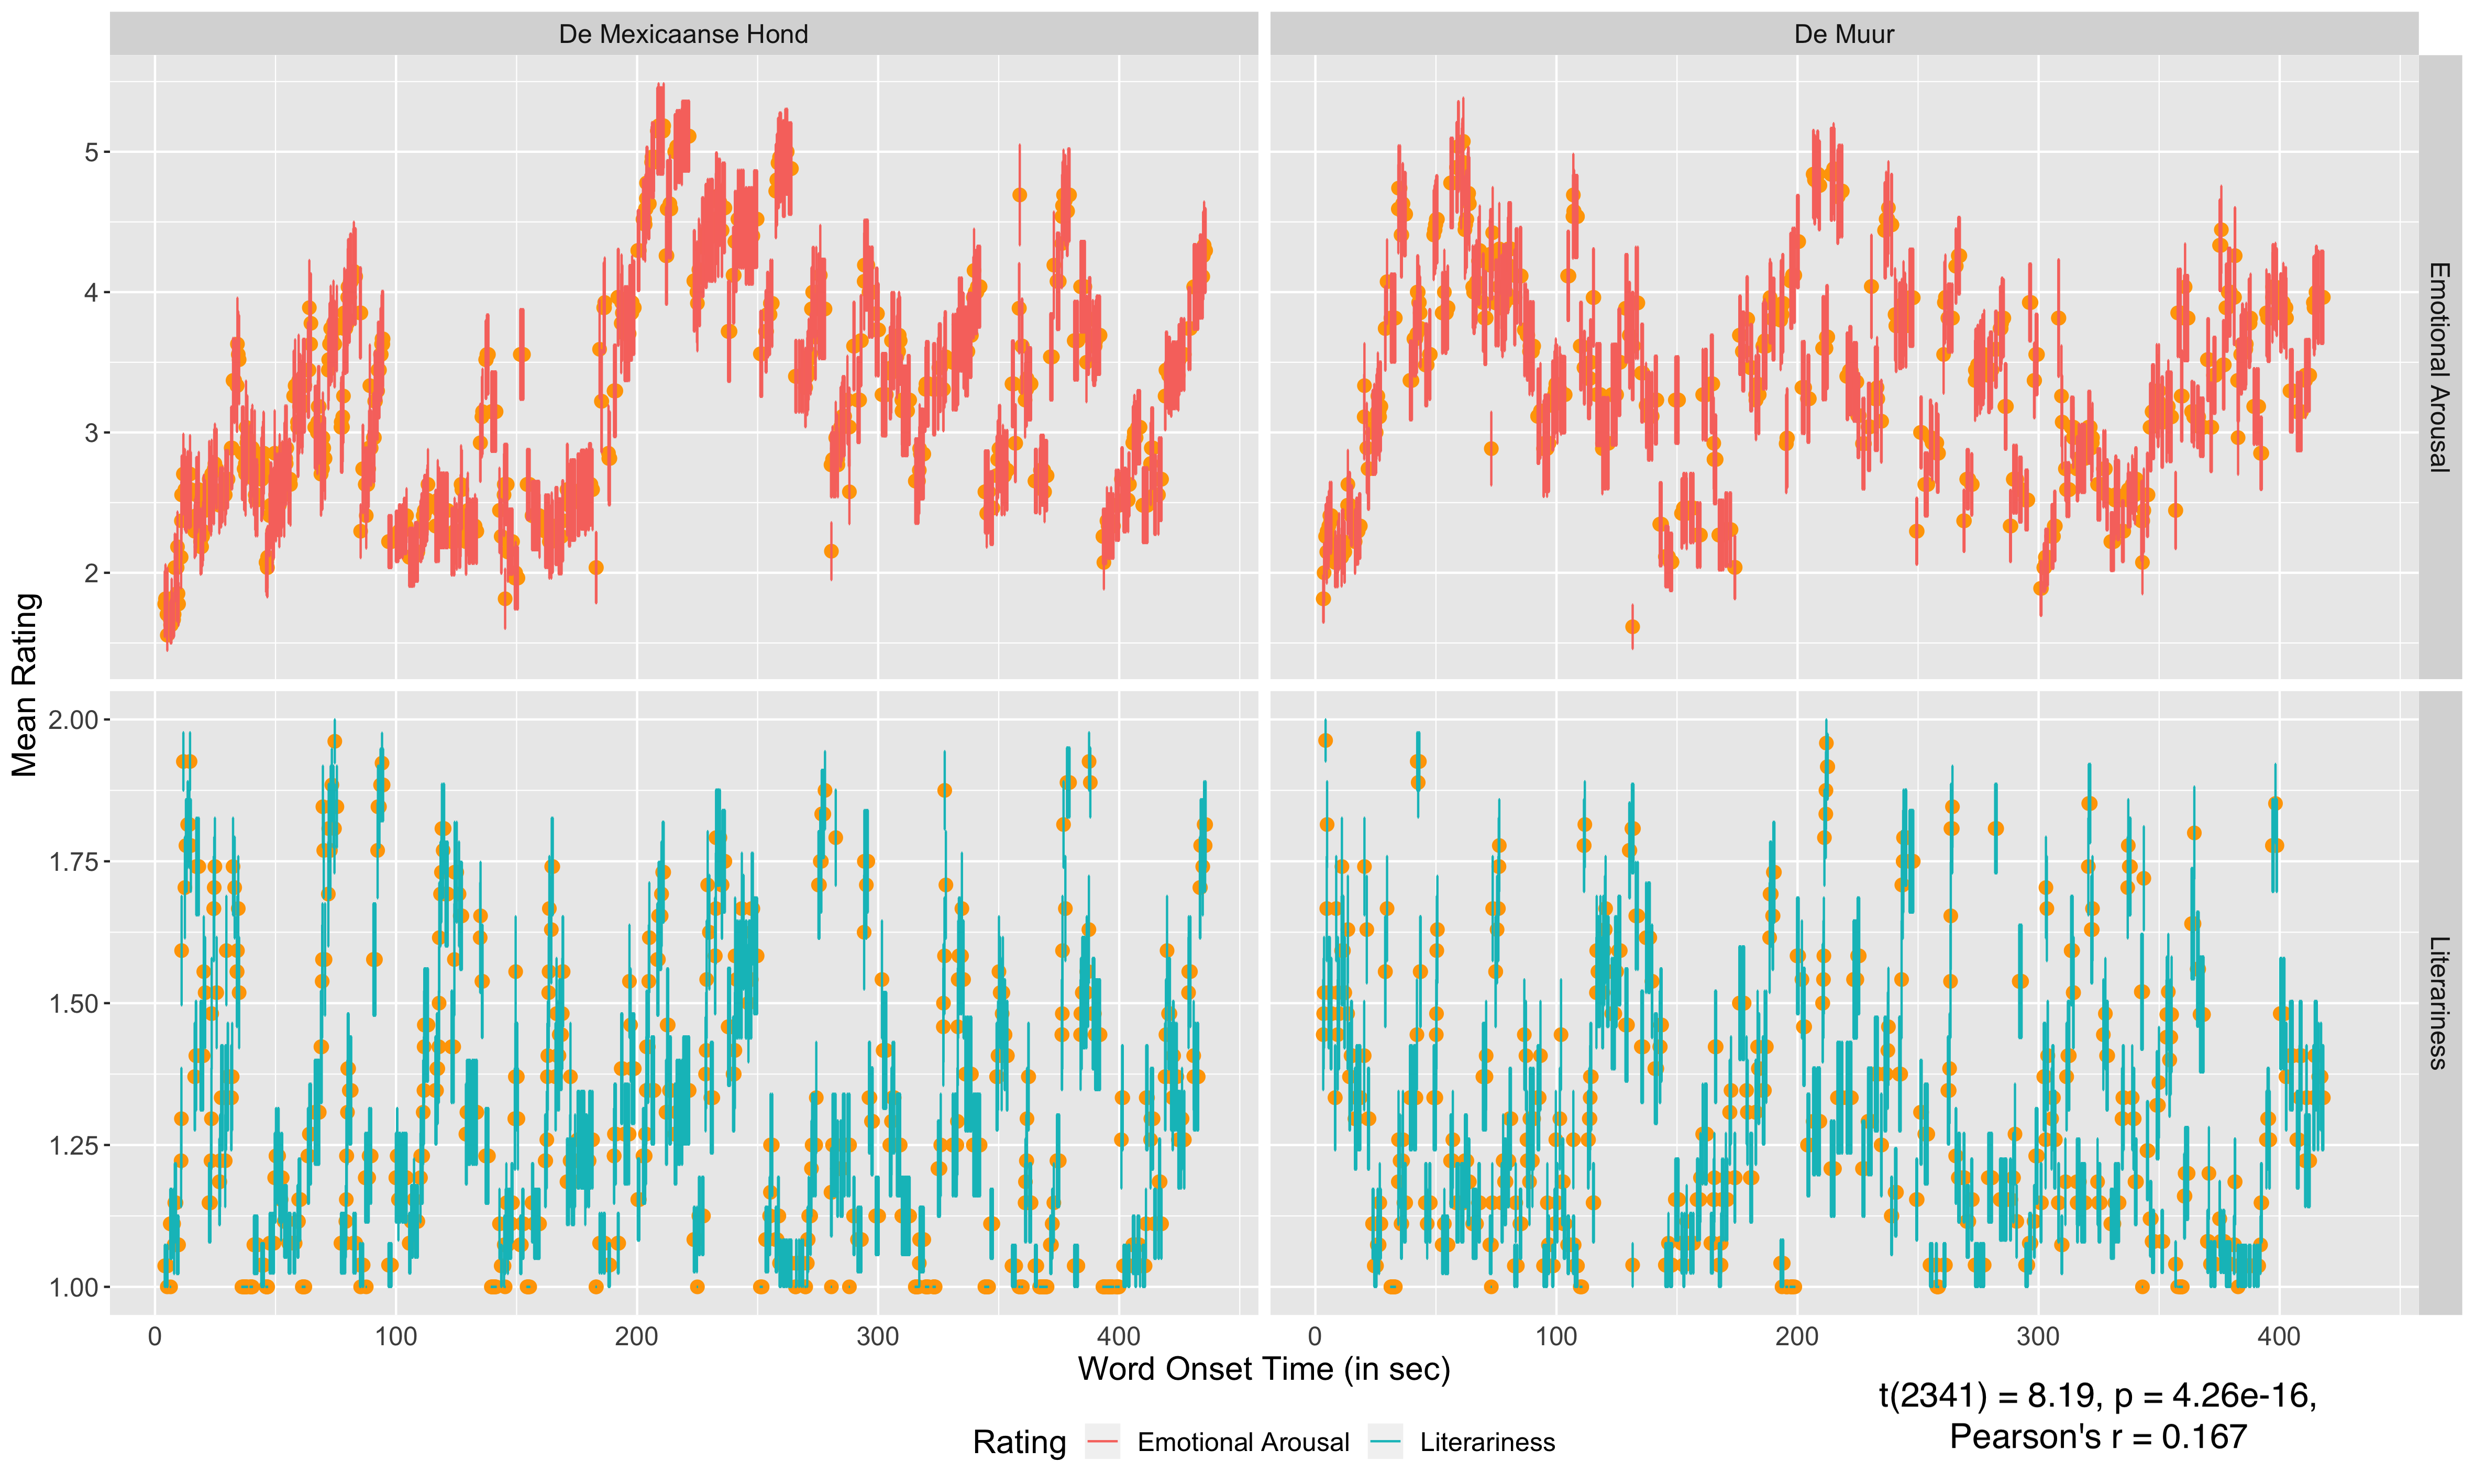 De Mexicaanse Hond
De Muur
5
4
3
2
Emotional Arousal
Mean Rating
2.00
1.75
1.50
1.25
1.00
Literariness
0 100 200 300 400
0 100 200 300 400
Word Onset Time (in sec)
t(2341) = 8.19, p = 4.26e-16,
Pearson's r = 0.167
Rating Emotional Arousal Literariness